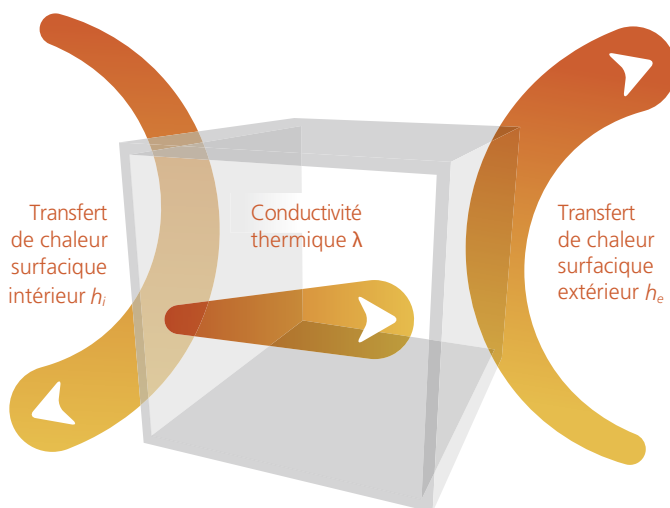 Transfert
de chaleur
surfacique
intérieur hᵢ
Conductivité
thermique λ
Transfert
de chaleur
surfacique
extérieur hₑ